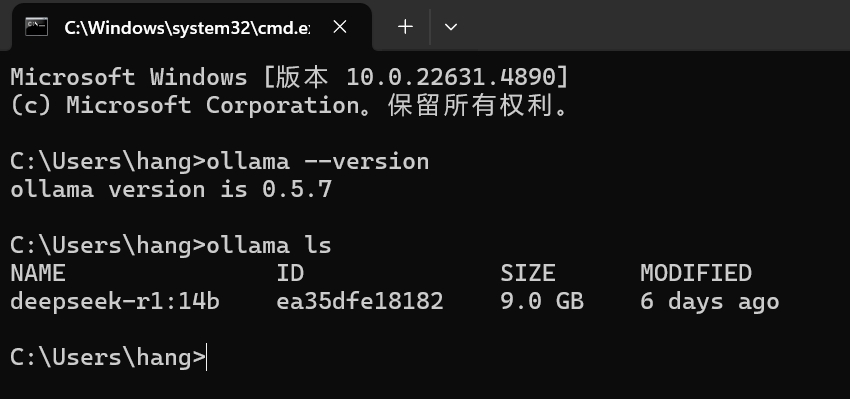 C:\Windows\system32\cmd.e
Microsoft Windows [版本 10.0.22631.4890]
(c) Microsoft Corporation。保留所有权利。
C:\Users\hang>ollama --version
ollama version is 0.5.7
C:\Users\hang>ollama ls
NAME ID SIZE MODIFIED
deepseek-r1:14b ea35dfe18182 9.0 GB 6 days ago
C:\Users\hang>